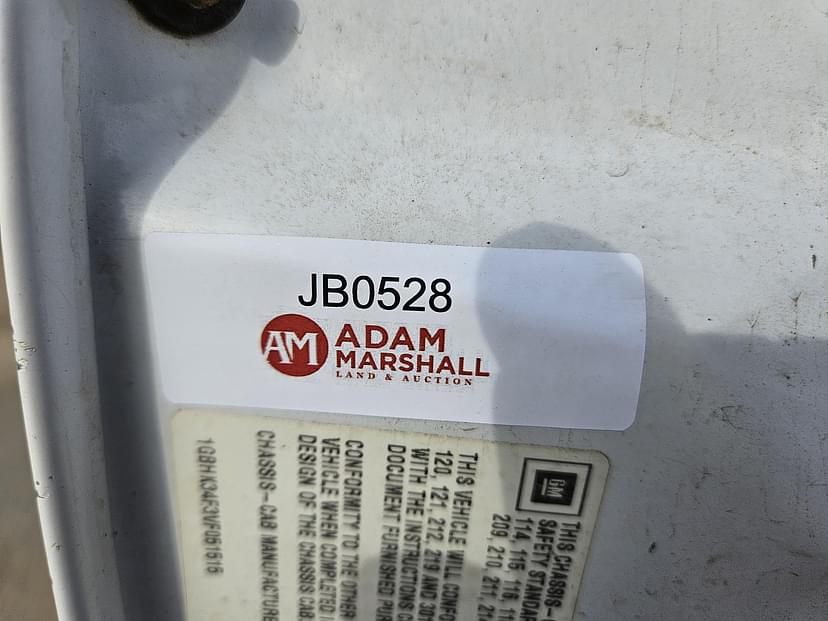 JB0528
AM
ADAM
MARSHALL
LAND & AUCTION
GM
THIS CHASSIS-
SAFETY STANDAR
114, 115, 116, 11
209, 210, 211, 21
THIS VEHICLE WILL CONFO
120, 121, 212, 219 AND 301
WITH THE INSTRUCTIONS C
DOCUMENT FURNISHED PUR
CONFORMITY TO THE OTHER
VEHICLE WHEN COMPLETED I
DESIGN OF THE CHASSIS CAB.
CHASSIS-CAB MANUFACTURE